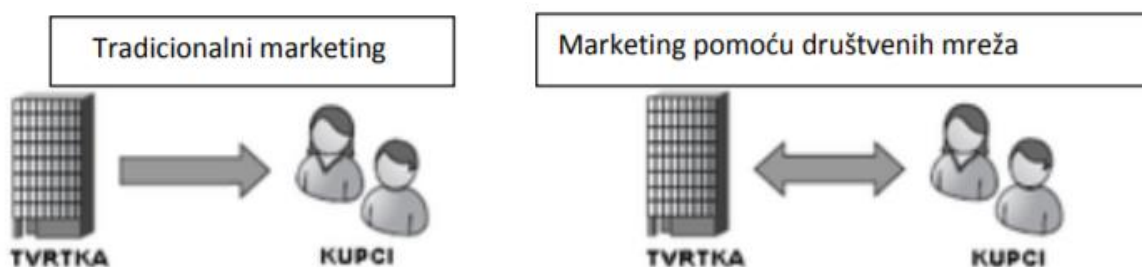 Tradicionalni marketing
Marketing pomoću društvenih mreža
TVRTKA
KUPCI
TVRTKA
KUPCI